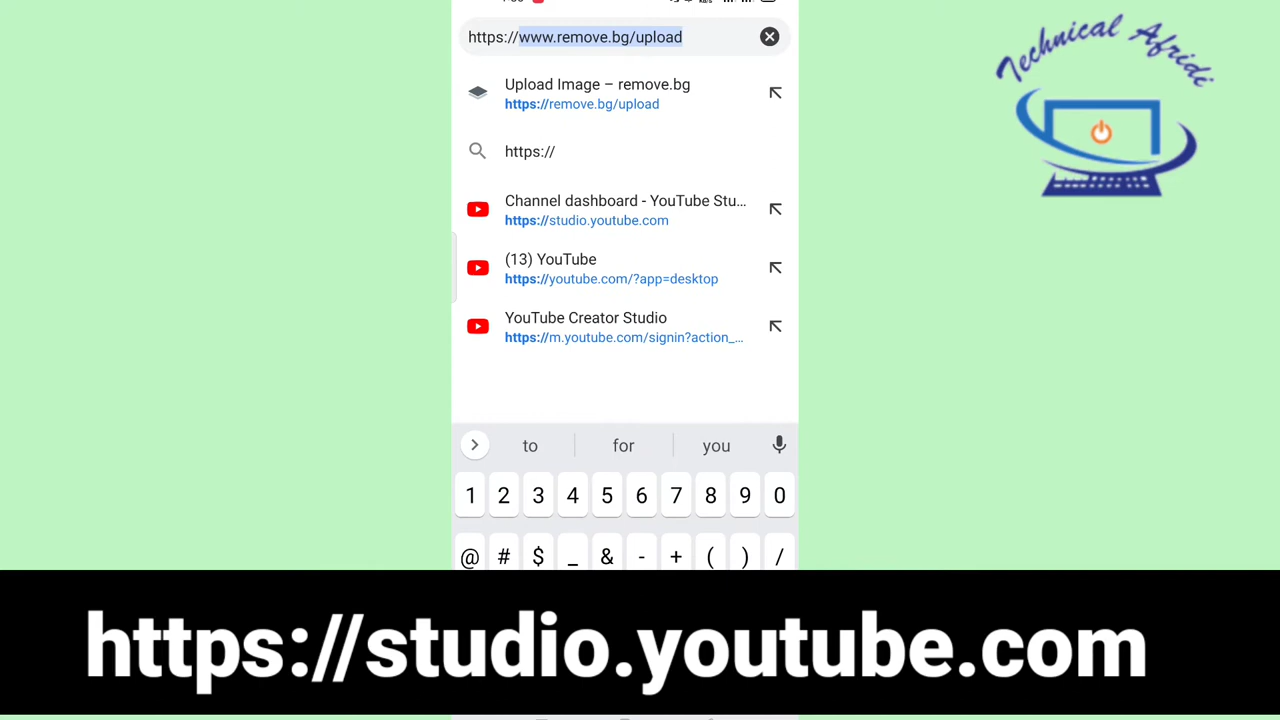 https://www.remove.bg/upload
Technical Afridi
Upload Image – remove.bg
https://remove.bg/upload
https://
Channel dashboard - YouTube Stu...
https://studio.youtube.com
(13) YouTube
https://youtube.com/?app=desktop
YouTube Creator Studio
https://m.youtube.com/signin?action_...
to for you
1 2 3 4 5 6 7 8 9 0
@ # $ _ & - + ( ) /
https://studio.youtube.com